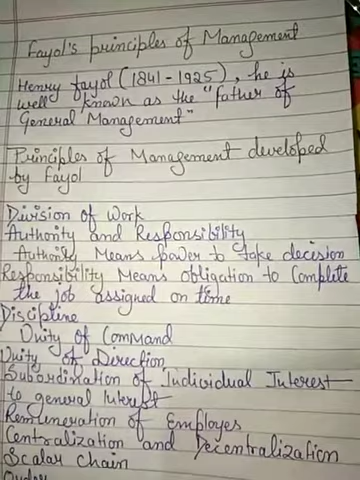 Fayol's principles of Management
Henry fayol (1841-1925), he is
well known as the "father of
General Management"
Principles of Management developed
by Fayol
Division of Work
Authority and Responsibility
Authority Means power to take decision
Responsibility Means obligation to Complete
the job assigned on time
Discipline
Unity of Command
Unity of Direction
Subordination of Individual Interest
to general Interest
Remuneration of Employes
Centralization and Decentralization
Scalar chain